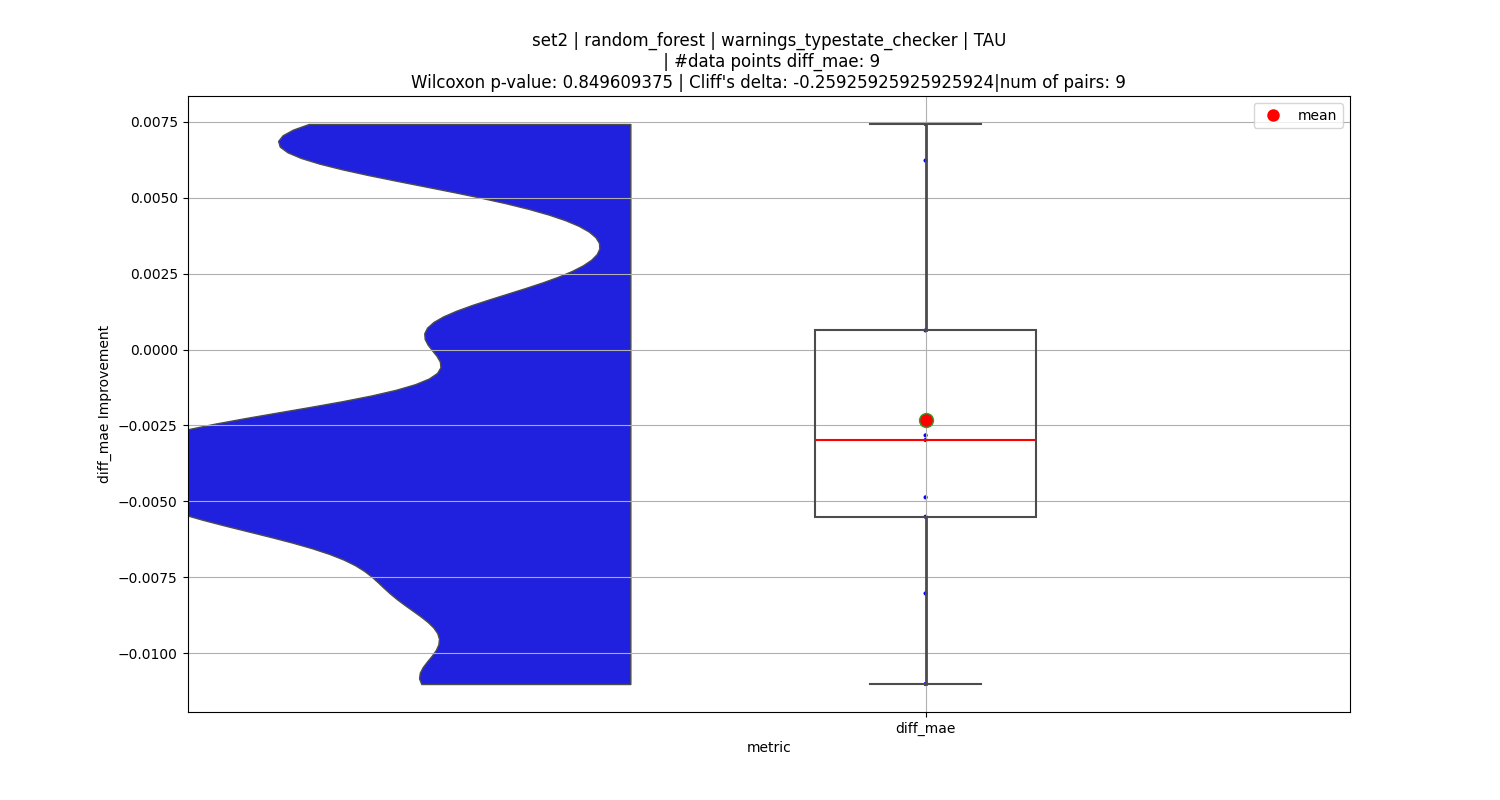 set2 | random_forest | warnings_typestate_checker | TAU
| #data points diff_mae: 9
Wilcoxon p-value: 0.849609375 | Cliff's delta: -0.25925925925925924|num of pairs: 9
mean
0.0075
0.0050
0.0025
0.0000
−0.0025
−0.0050
−0.0075
−0.0100
diff_mae Improvement
diff_mae
metric